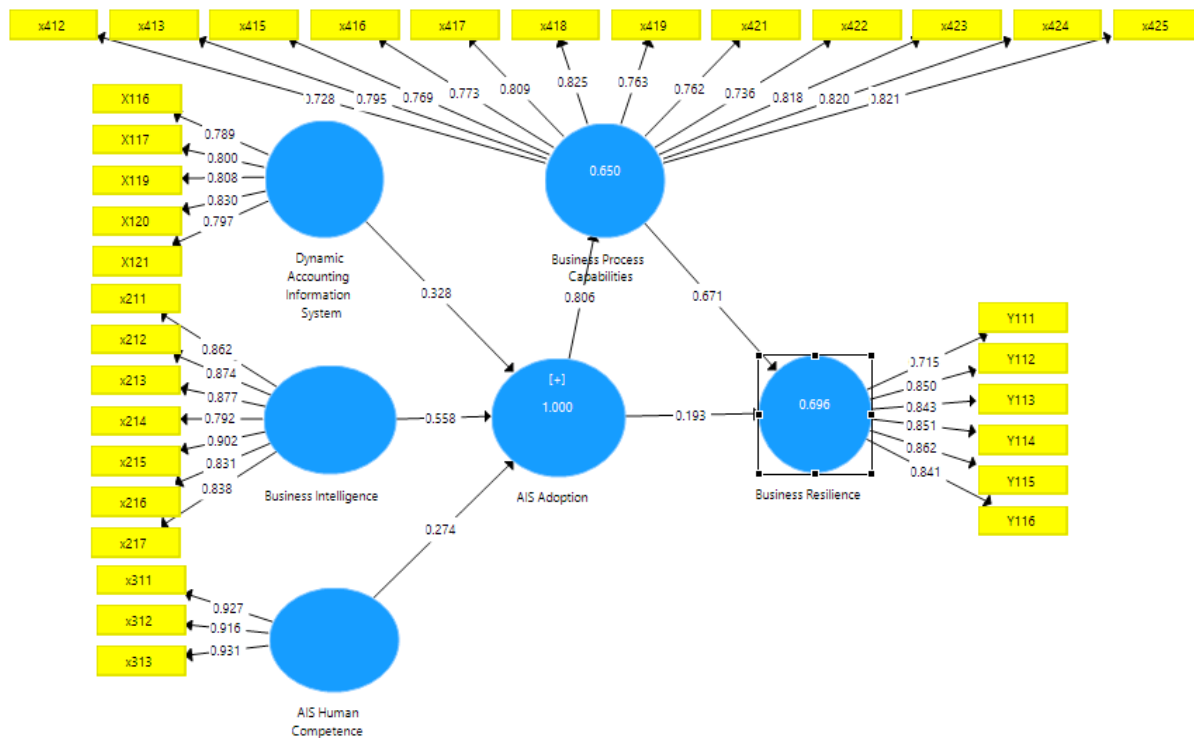 x412 x413 x415 x416 x417 x418 x419 x421 x422 x423 x424 x425
0.728 0.795 0.769 0.773 0.809 0.825 0.763 0.762 0.736 0.818 0.820 0.821
X116
X117
X119
X120
X121
0.789
0.800
0.808
0.830
0.797
Dynamic
Accounting
Information
System
0.650
Business Process
Capabilities
0.328
0.806
0.671
x211
x212
x213
x214
x215
x216
x217
0.862
0.874
0.877
0.792
0.902
0.831
0.838
Business Intelligence
0.558
[+]
1.000
AIS Adoption
0.193
0.696
Business Resilience
0.715
0.850
0.843
0.851
0.862
0.841
Y111
Y112
Y113
Y114
Y115
Y116
0.274
x311
x312
x313
0.927
0.916
0.931
AIS Human
Competence